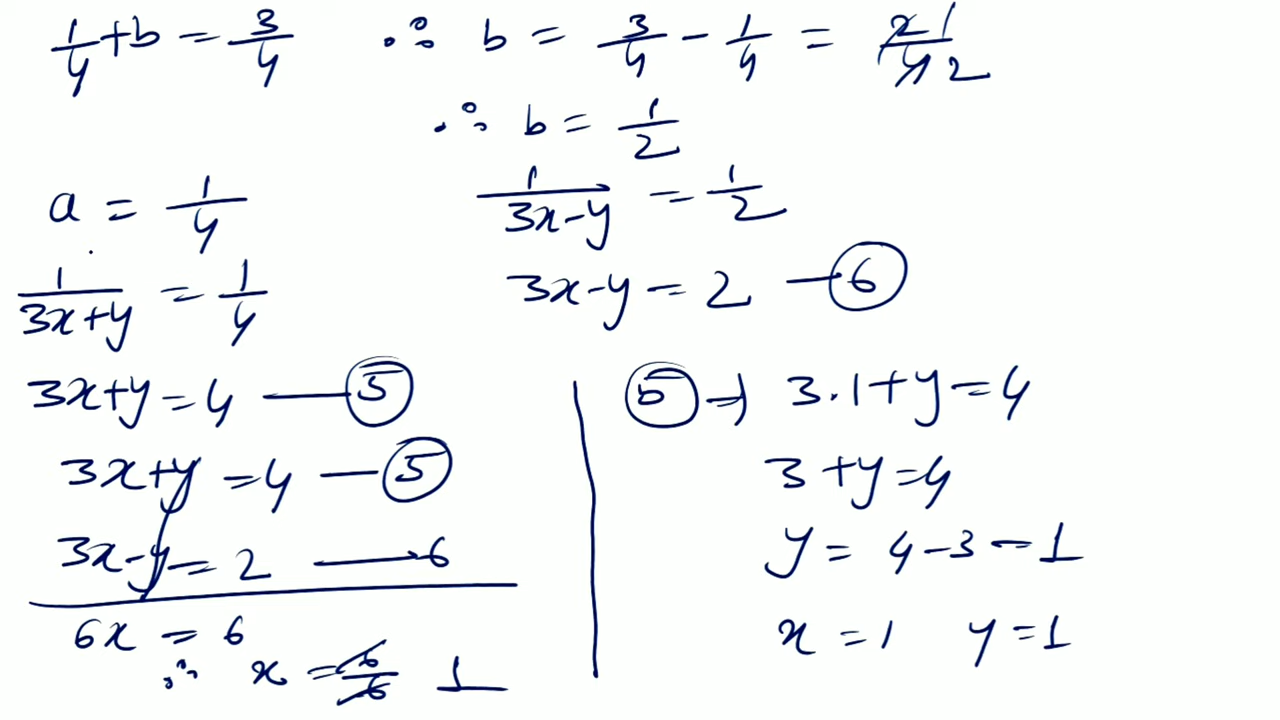 1/4 + b = 3/4 ∴ b = 3/4 - 1/4 = 2/4 1/2
∴ b = 1/2
a = 1/4
1/(3x+y) = 1/4
3x+y = 4 — ⑤
3x+y = 4 — ⑤
3x-y = 2 — 6
6x = 6
∴ x = 6/6 1
1/(3x-y) = 1/2
3x-y = 2 — ⑥
⑤ → 3.1+y=4
3+y=4
y = 4-3 = 1
x = 1 y = 1